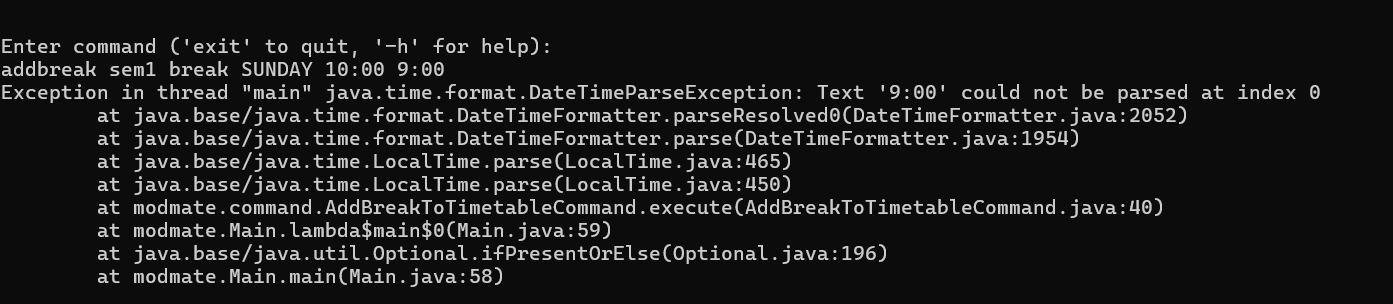 Enter command ('exit' to quit, '-h' for help):
addbreak sem1 break SUNDAY 10:00 9:00
Exception in thread "main" java.time.format.DateTimeParseException: Text '9:00' could not be parsed at index 0
        at java.base/java.time.format.DateTimeFormatter.parseResolved0(DateTimeFormatter.java:2052)
        at java.base/java.time.format.DateTimeFormatter.parse(DateTimeFormatter.java:1954)
        at java.base/java.time.LocalTime.parse(LocalTime.java:465)
        at java.base/java.time.LocalTime.parse(LocalTime.java:450)
        at modmate.command.AddBreakToTimetableCommand.execute(AddBreakToTimetableCommand.java:40)
        at modmate.Main.lambda$main$0(Main.java:59)
        at java.base/java.util.Optional.ifPresentOrElse(Optional.java:196)
        at modmate.Main.main(Main.java:58)